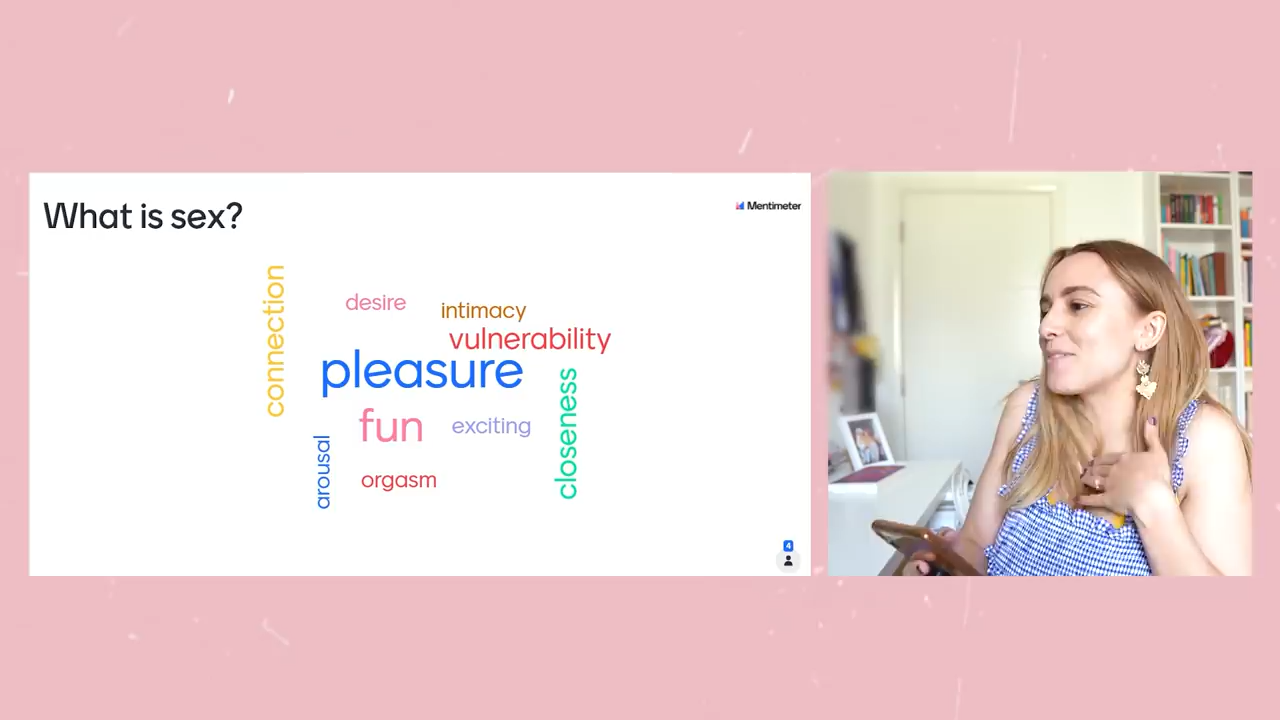 What is sex?
Mentimeter
connection
desire
intimacy
vulnerability
pleasure
closeness
fun
exciting
arousal
orgasm
4